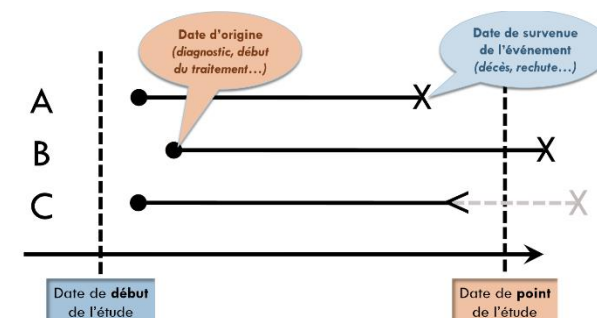 Date d'origine
(diagnostic, début
du traitement...)
Date de survenue
de l'événement
(décès, rechute...)
A
B
C
Date de début
de l'étude
Date de point
de l'étude